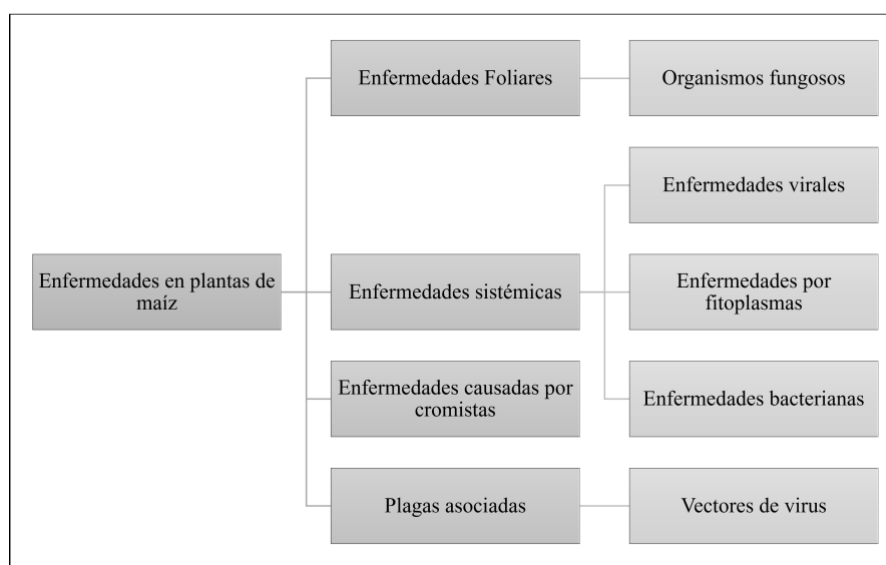 Enfermedades Foliares
Organismos fungosos
Enfermedades virales
Enfermedades en plantas de
maíz
Enfermedades sistémicas
Enfermedades por
fitoplasmas
Enfermedades causadas por
cromistas
Enfermedades bacterianas
Plagas asociadas
Vectores de virus